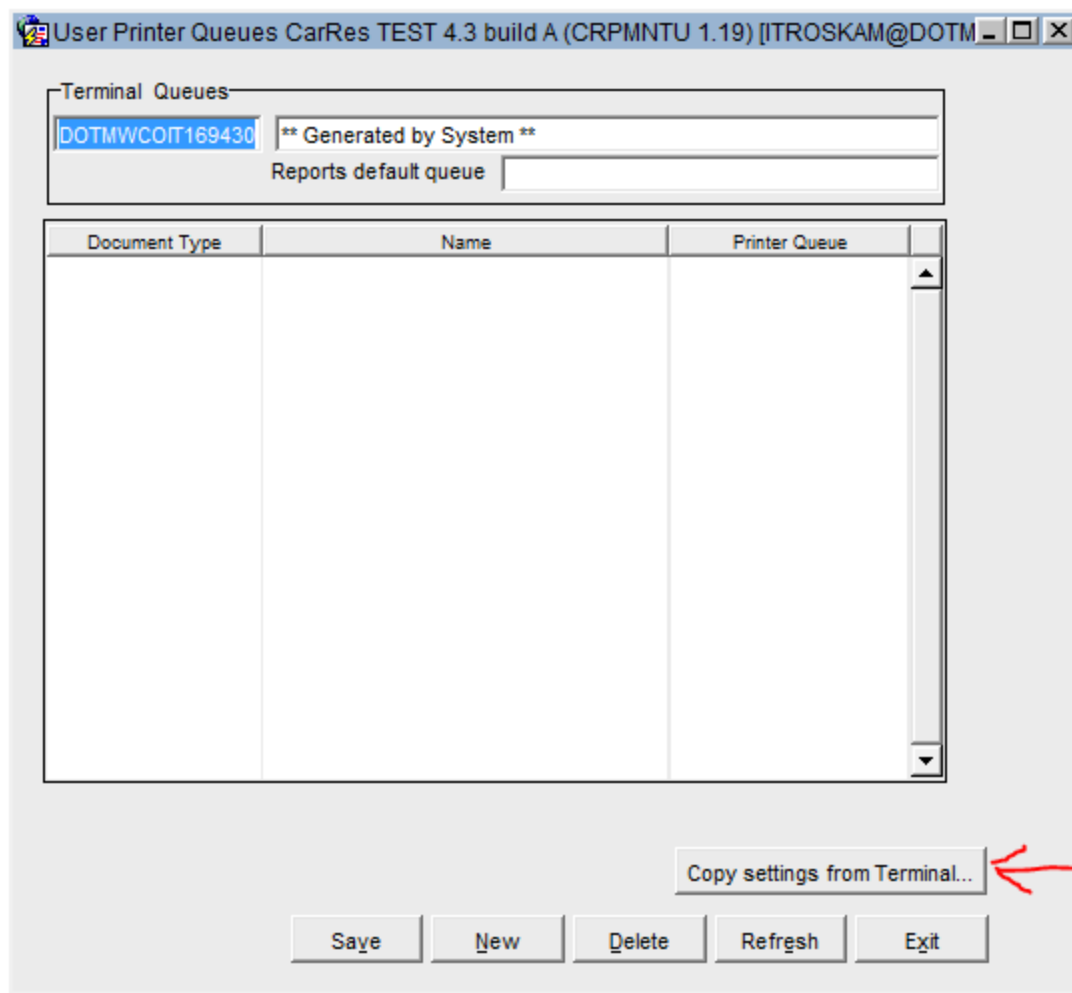 User Printer Queues CarRes TEST 4.3 build A (CRPMNTU 1.19) [ITROSKAM@DOTM
Terminal Queues
DOTMWCOIT169430 ** Generated by System **
Reports default queue
Document Type Name Printer Queue
Copy settings from Terminal...
Save New Delete Refresh Exit